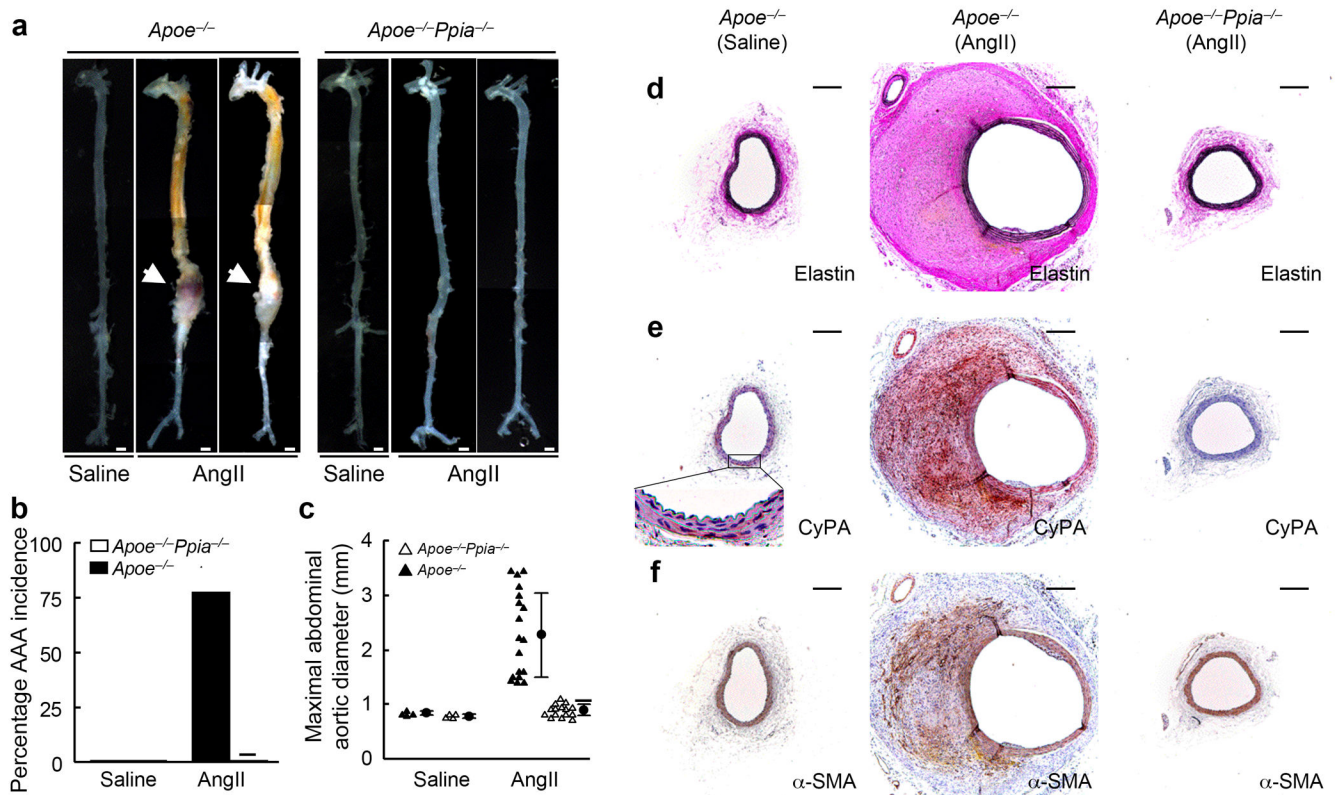 a
Apoe–/–
Apoe–/–Ppia–/–
Saline
AngII
Saline
AngII
b
Percentage AAA incidence
100
75
50
25
0
Apoe–/–Ppia–/–
Apoe–/–
Saline
AngII
c
Maximal abdominal
aortic diameter (mm)
4
3
2
1
0
Apoe–/–Ppia–/–
Apoe–/–
Saline
AngII
Apoe–/–
(Saline)
Apoe–/–
(AngII)
Apoe–/–Ppia–/–
(AngII)
d
Elastin
Elastin
Elastin
e
CyPA
CyPA
CyPA
f
α-SMA
α-SMA
α-SMA